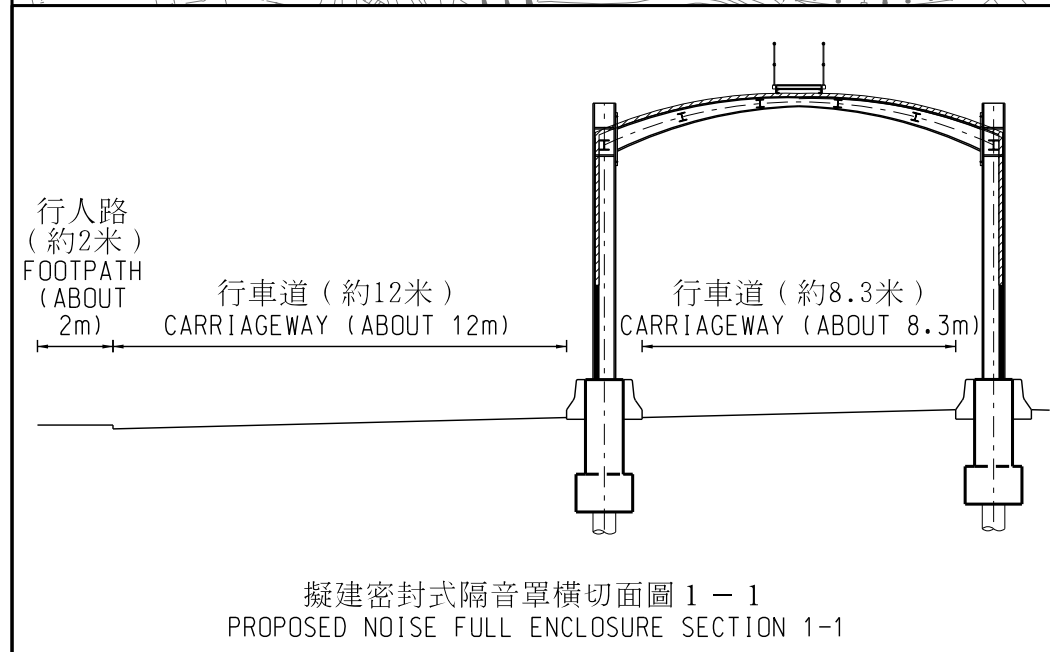 行人路
（約2米）
FOOTPATH
(ABOUT
2m)
行車道（約12米）
CARRIAGEWAY (ABOUT 12m)
行車道（約8.3米）
CARRIAGEWAY (ABOUT 8.3m)
擬建密封式隔音罩橫切面圖1－1
PROPOSED NOISE FULL ENCLOSURE SECTION 1-1